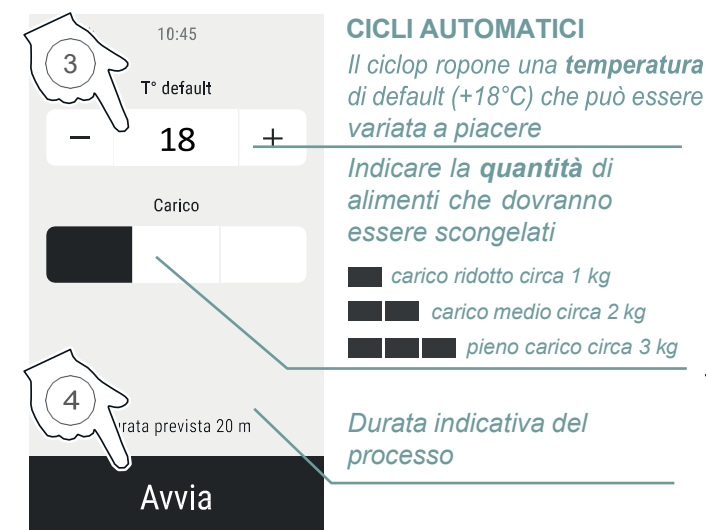 10:45
3
T° default
18
Carico
4
rata prevista 20 m
Avvia
CICLI AUTOMATICI
Il ciclop ropone una temperatura
di default (+18°C) che può essere
variata a piacere
Indicare la quantità di
alimenti che dovranno
essere scongelati
carico ridotto circa 1 kg
carico medio circa 2 kg
pieno carico circa 3 kg
Durata indicativa del
processo